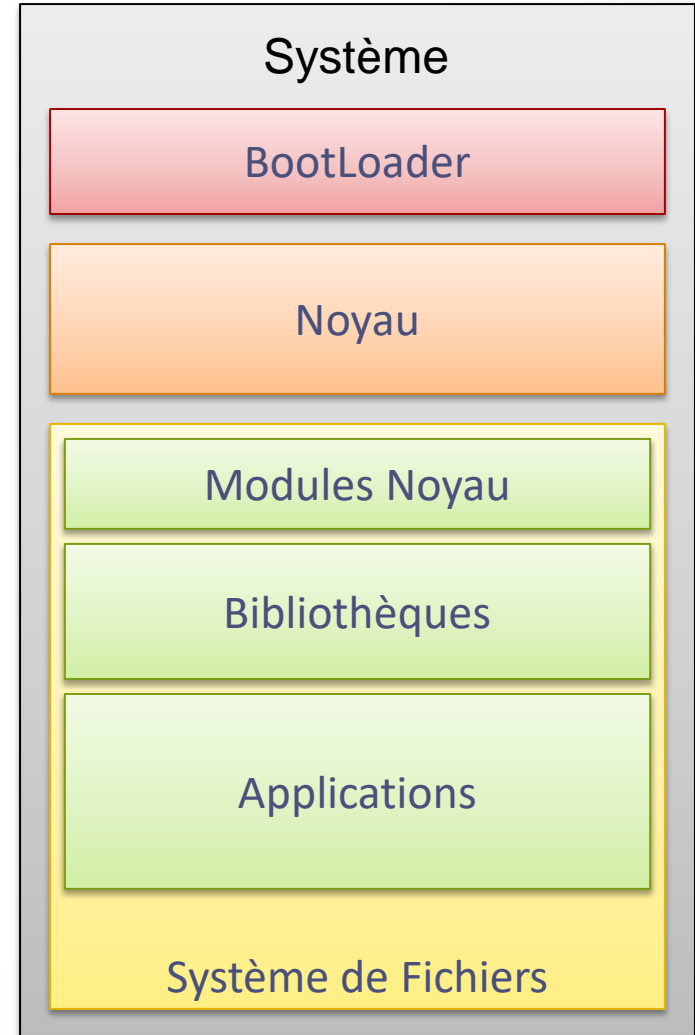 Système
BootLoader
Noyau
Modules Noyau
Bibliothèques
Applications
Système de Fichiers